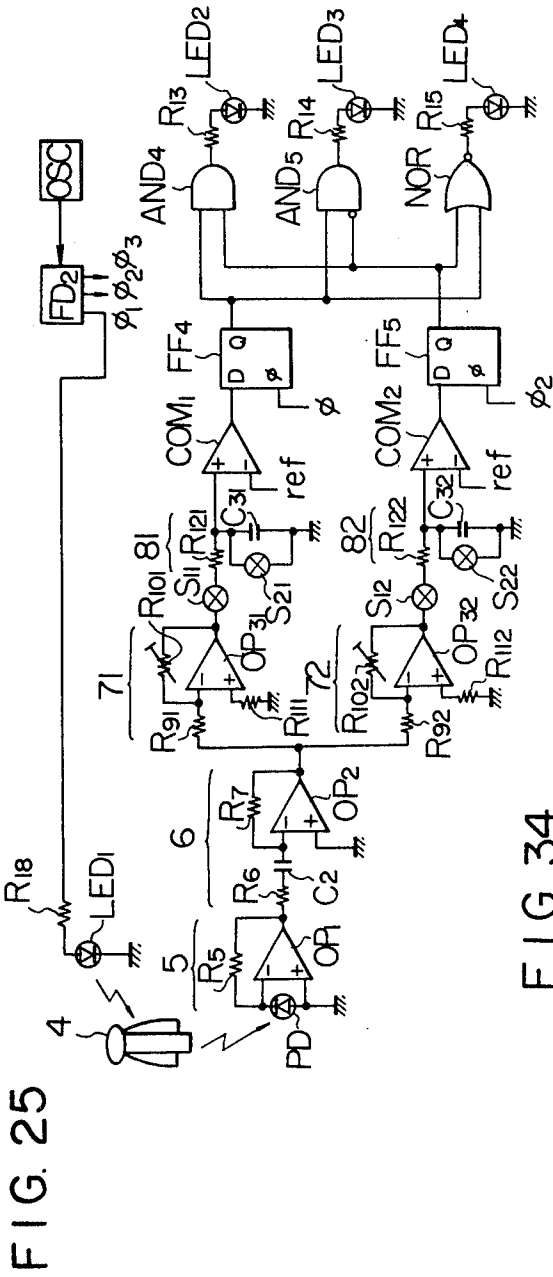 FIG. 25
4
LED1
R18
FD2
OSC
φ1 φ2 φ3
5
R5
OP1
PD
6
R6
C2
R7
OP2
71
R91
R101
OP31
R111
S11
81
R121
S21
C31
COM1
ref
FF4
D Q
φ
φ
AND4
R13
LED2
AND5
R14
LED3
NOR
R15
LED4
72
R92
R102
OP32
R112
S12
82
R122
S22
C32
COM2
ref
FF5
D Q
φ
φ2
FIG. 34